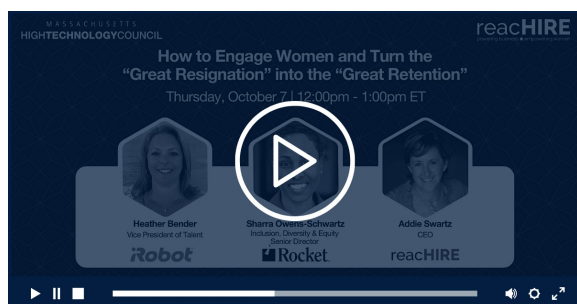 MASSACHUSETTS
HIGHTECHNOLOGYCOUNCIL
reacHIRE
How to Engage Women and Turn the
“Great Resignation” into the “Great Retention”
Thursday, October 7 | 12:00pm - 1:00pm ET
Heather Bender
Vice President of Talent
iRobot
Sharra Owens-Schwartz
Inclusion, Diversity & Equity
Senior Director
Rocket
Addie Swartz
CEO
reacHIRE